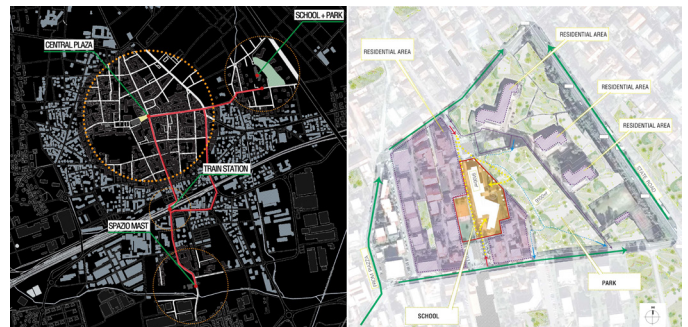 SCHOOL + PARK
CENTRAL PLAZA
TRAIN STATION
SPAZIO MAST
RESIDENTIAL AREA
RESIDENTIAL AREA
RESIDENTIAL AREA
RESIDENTIAL AREA
PARK
SCHOOL